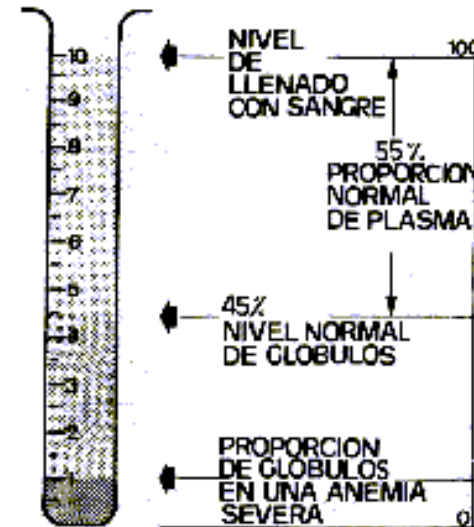 10
9
8
7
6
5
4
3
2
1
NIVEL
DE
LLENADO
CON SANGRE
100
55%
PROPORCION
NORMAL
DE PLASMA
45%
NIVEL NORMAL
DE GLOBULOS
PROPORCION
DE GLOBULOS
EN UNA ANEMIA
SEVERA
0